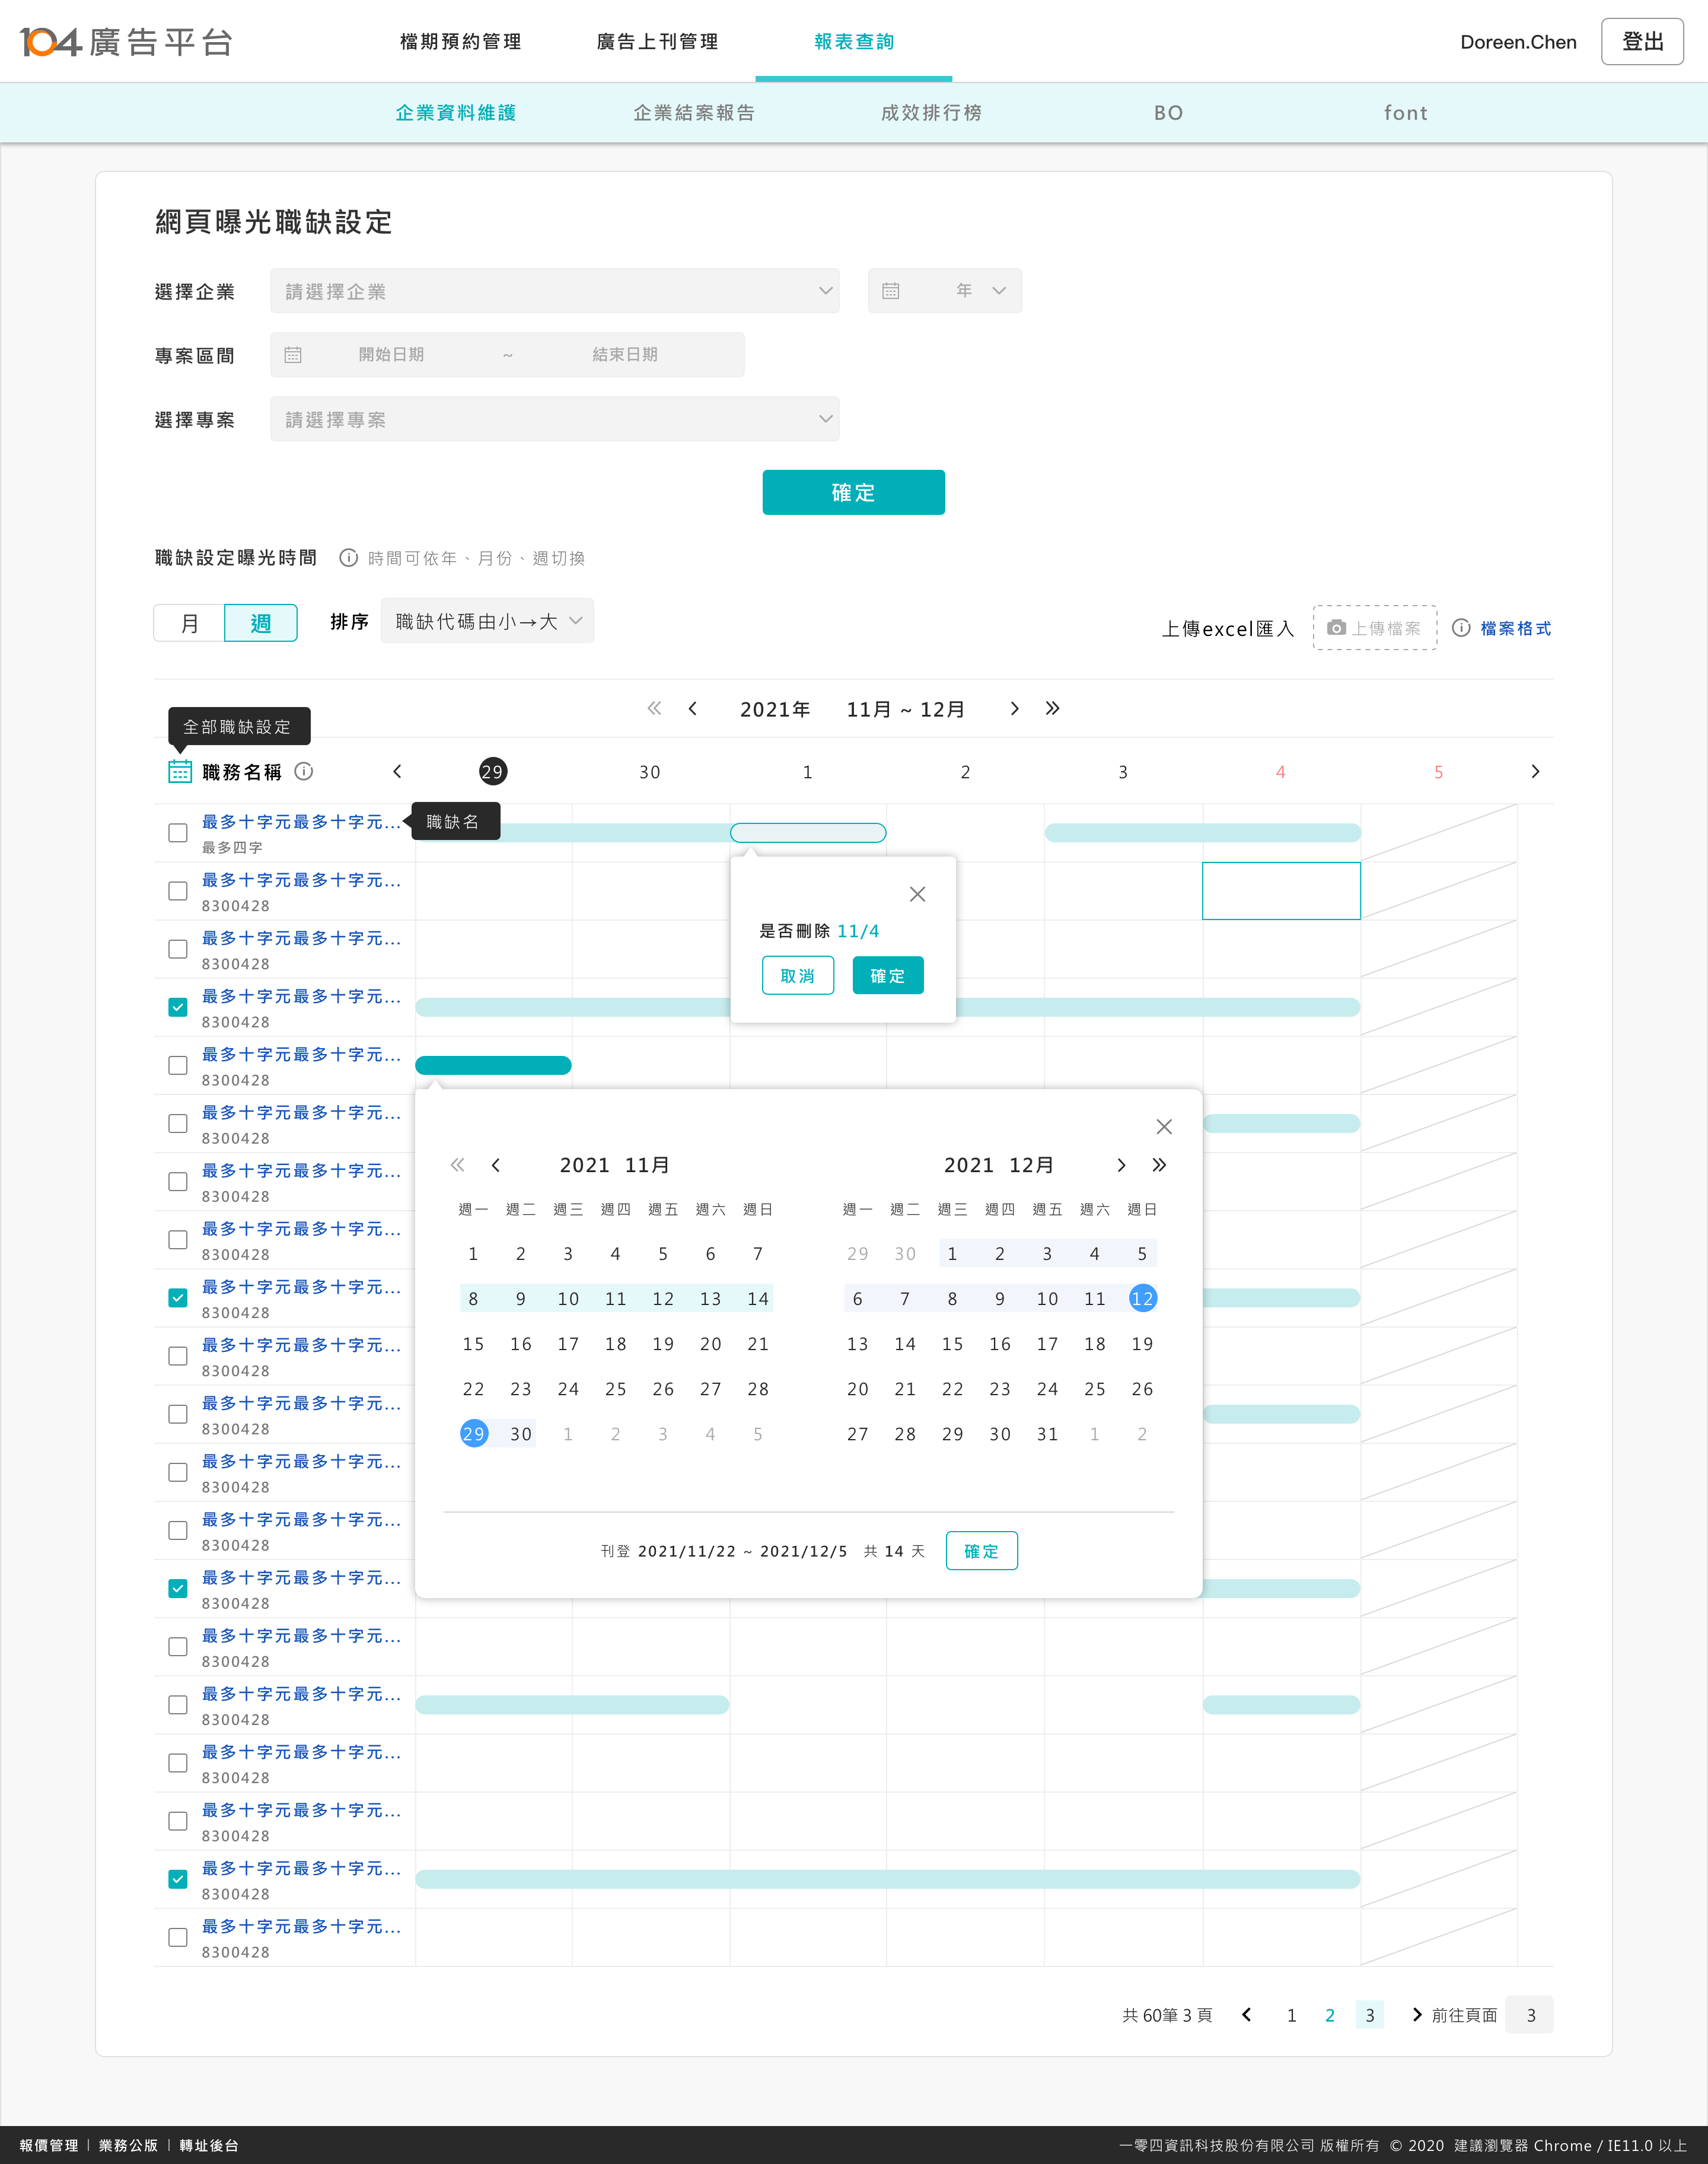 104廣告平台 檔期預約管理 廣告上刊管理 報表查詢 Doreen.Chen 登出
企業資料維護 企業結案報告 成效排行榜 BO font
網頁曝光職缺設定
選擇企業 請選擇企業 年
專案區間 開始日期 ~ 結束日期
選擇專案 請選擇專案
確定
職缺設定曝光時間 時間可依年、月份、週切換
月 週 排序 職缺代碼由小→大 上傳excel匯入 上傳檔案 檔案格式
2021年 11月 ~ 12月
全部職缺設定
職務名稱 29 30 1 2 3 4 5
最多十字元最多十字元... 職缺名
最多四字
最多十字元最多十字元...
8300428
最多十字元最多十字元...
8300428
是否刪除 11/4
取消 確定
最多十字元最多十字元...
8300428
最多十字元最多十字元...
8300428
最多十字元最多十字元...
8300428
最多十字元最多十字元...
8300428
最多十字元最多十字元...
8300428
最多十字元最多十字元...
8300428
最多十字元最多十字元...
8300428
最多十字元最多十字元...
8300428
最多十字元最多十字元...
8300428
最多十字元最多十字元...
8300428
最多十字元最多十字元...
8300428
2021 11月
週一 週二 週三 週四 週五 週六 週日
1 2 3 4 5 6 7
8 9 10 11 12 13 14
15 16 17 18 19 20 21
22 23 24 25 26 27 28
29 30 1 2 3 4 5
2021 12月
週一 週二 週三 週四 週五 週六 週日
29 30 1 2 3 4 5
6 7 8 9 10 11 12
13 14 15 16 17 18 19
20 21 22 23 24 25 26
27 28 29 30 31 1 2
刊登 2021/11/22 ~ 2021/12/5 共 14 天 確定
最多十字元最多十字元...
8300428
最多十字元最多十字元...
8300428
最多十字元最多十字元...
8300428
最多十字元最多十字元...
8300428
最多十字元最多十字元...
8300428
最多十字元最多十字元...
8300428
共 60筆 3 頁 1 2 3 前往頁面 3
報價管理 | 業務公版 | 轉址後台 一零四資訊科技股份有限公司 版權所有 © 2020 建議瀏覽器 Chrome / IE11.0 以上